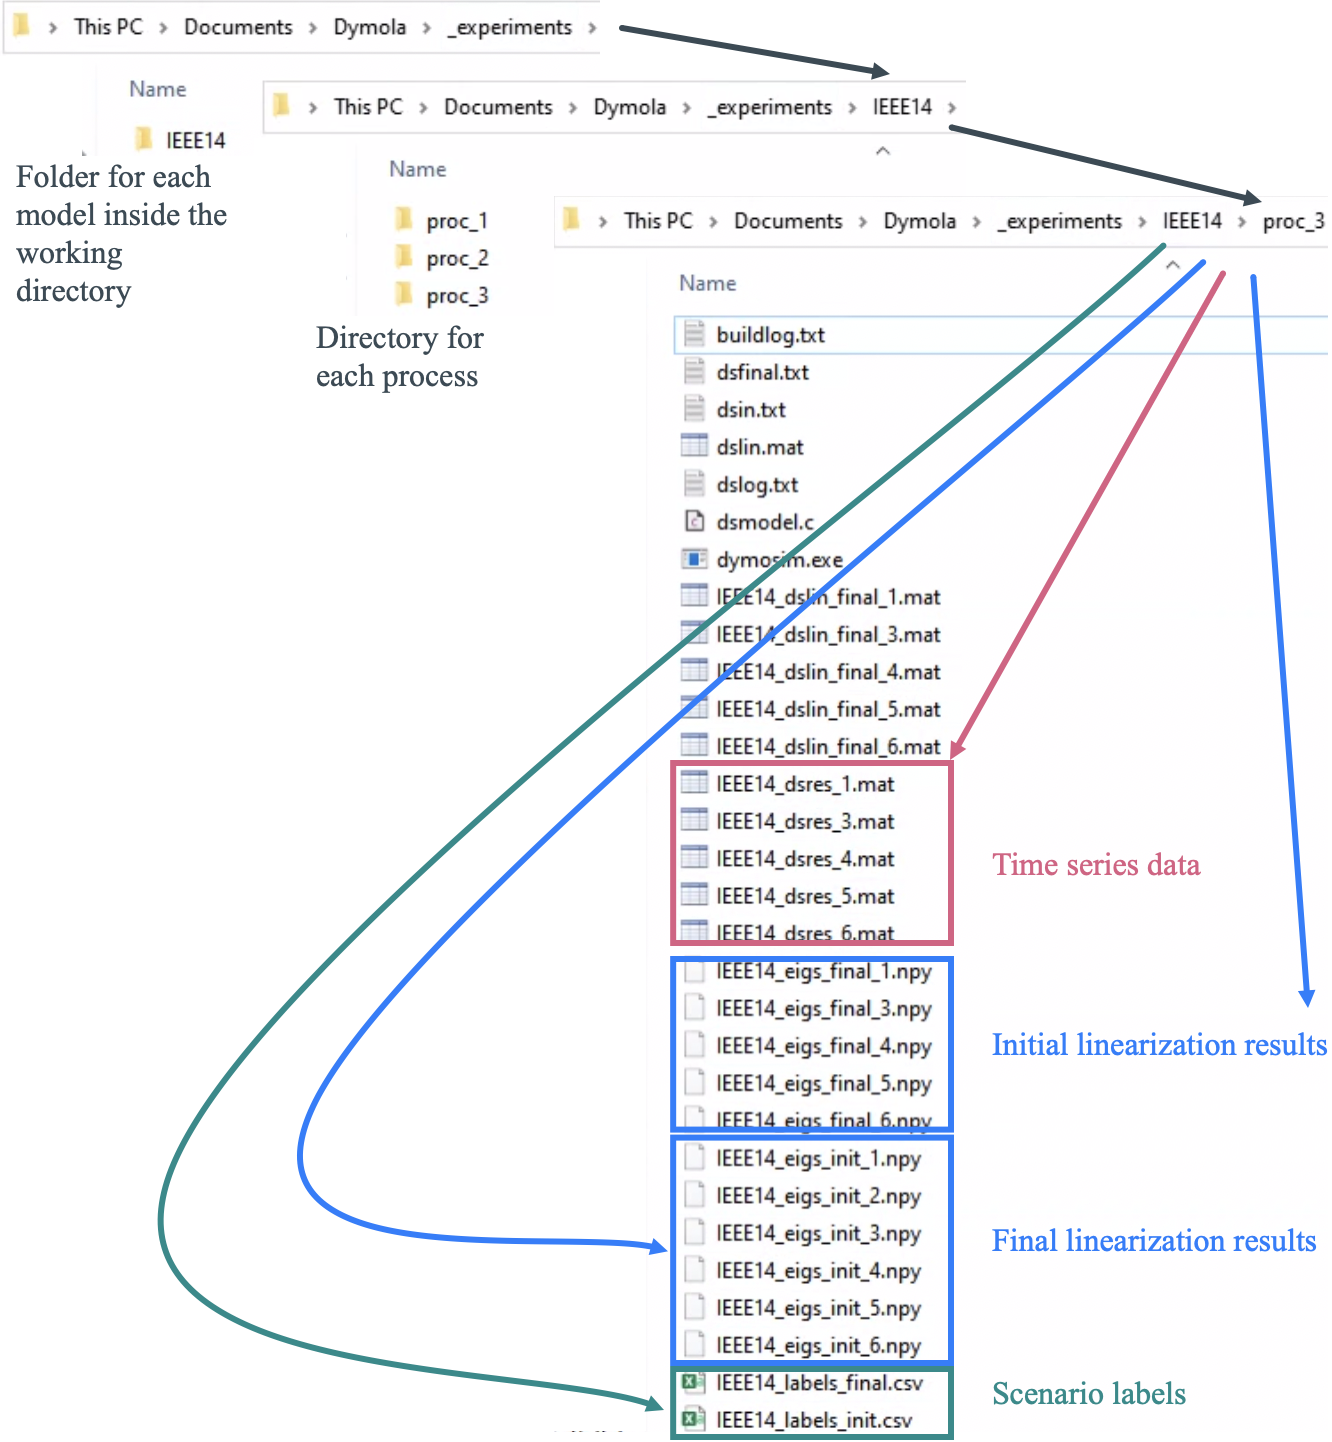 This PC > Documents > Dymola > _experiments >
Name
IEEE14
Folder for each
model inside the
working
directory
> This PC > Documents > Dymola > _experiments > IEEE14 >
Name
proc_1
proc_2
proc_3
Directory for
each process
> This PC > Documents > Dymola > _experiments > IEEE14 > proc_3
Name
buildlog.txt
dsfinal.txt
dsin.txt
dslin.mat
dslog.txt
dsmodel.c
dymosim.exe
IEEE14_dslin_final_1.mat
IEEE14_dslin_final_3.mat
IEEE14_dslin_final_4.mat
IEEE14_dslin_final_5.mat
IEEE14_dslin_final_6.mat
IEEE14_dsres_1.mat
IEEE14_dsres_3.mat
IEEE14_dsres_4.mat
IEEE14_dsres_5.mat
IEEE14_dsres_6.mat
Time series data
IEEE14_eigs_final_1.npy
IEEE14_eigs_final_3.npy
IEEE14_eigs_final_4.npy
IEEE14_eigs_final_5.npy
IEEE14_eigs_final_6.npy
Initial linearization results
IEEE14_eigs_init_1.npy
IEEE14_eigs_init_2.npy
IEEE14_eigs_init_3.npy
IEEE14_eigs_init_4.npy
IEEE14_eigs_init_5.npy
IEEE14_eigs_init_6.npy
Final linearization results
IEEE14_labels_final.csv
IEEE14_labels_init.csv
Scenario labels